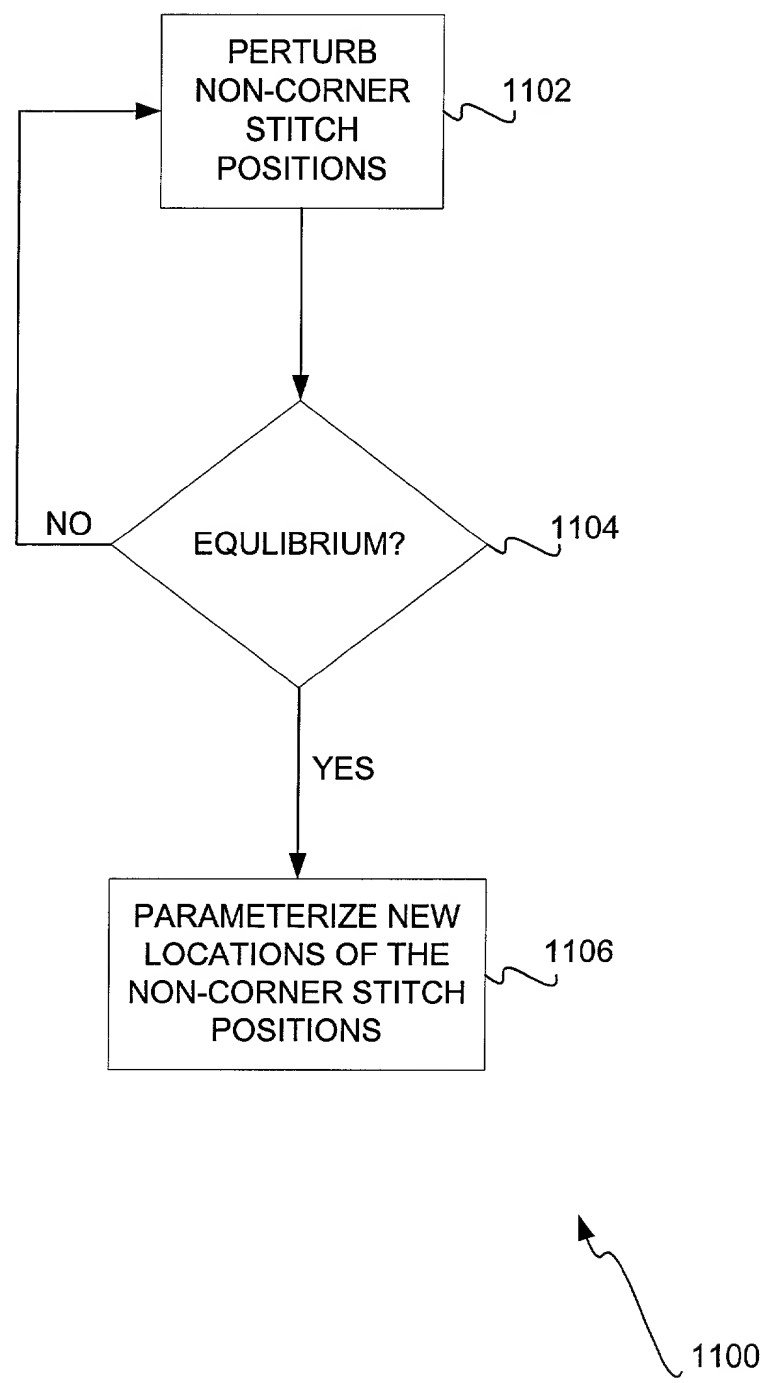 PERTURB
NON-CORNER
STITCH
POSITIONS
1102
NO
EQULIBRIUM?
1104
YES
PARAMETERIZE NEW
LOCATIONS OF THE
NON-CORNER STITCH
POSITIONS
1106
1100